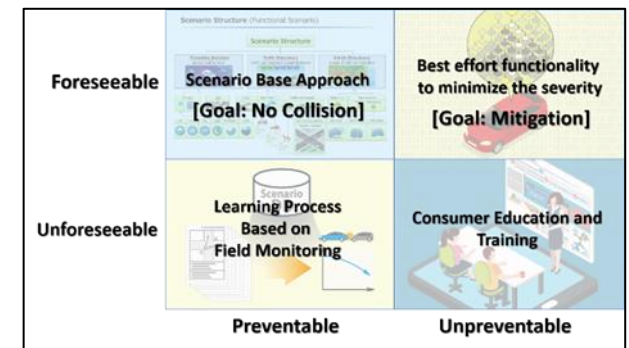 Scenario Structure (Functional Scenario)
Scenario Structure
Foreseeable
Scenario Base Approach
[Goal: No Collision]
Best effort functionality
to minimize the severity
[Goal: Mitigation]
Unforeseeable
Scenario
Learning Process
Based on
Field Monitoring
Consumer Education and
Training
Preventable
Unpreventable